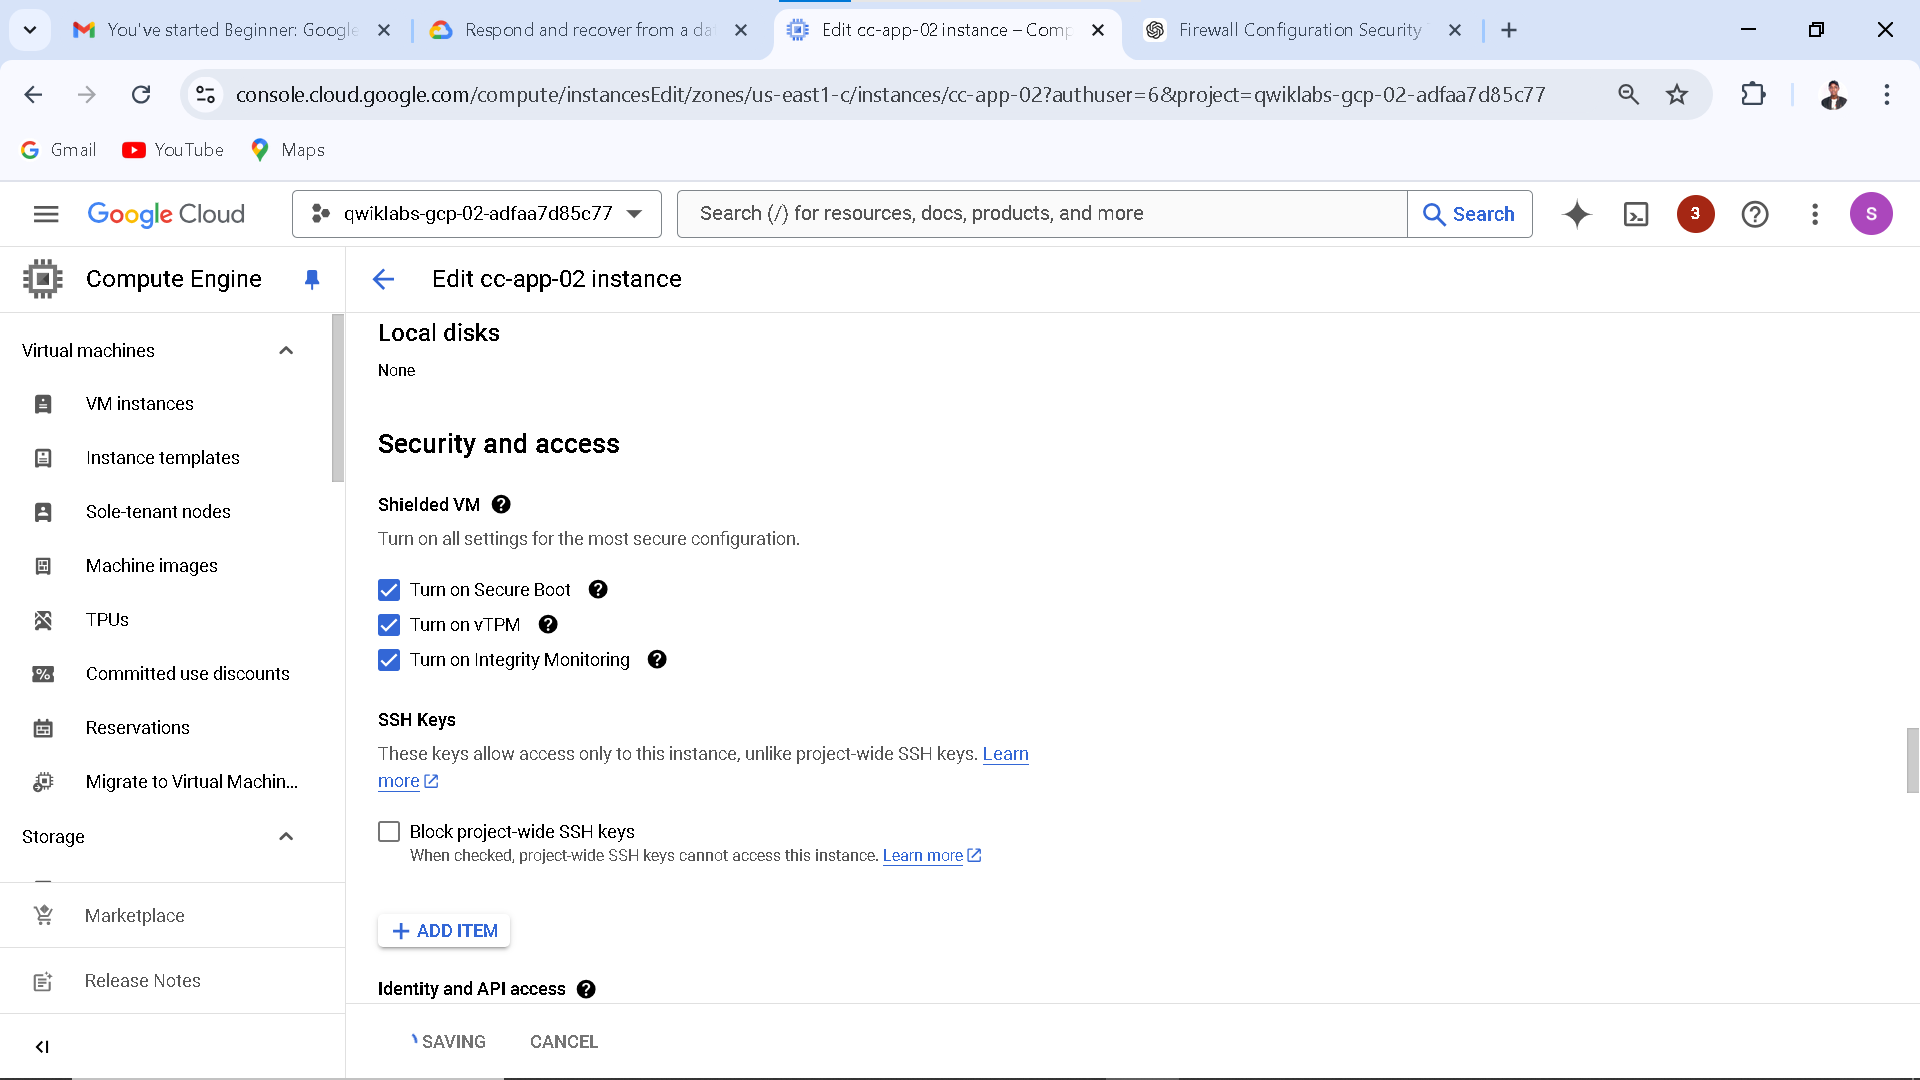 You've started Beginner: Google
Respond and recover from a dat
Edit cc-app-02 instance – Comp
Firewall Configuration Security
console.cloud.google.com/compute/instancesEdit/zones/us-east1-c/instances/cc-app-02?authuser=6&project=qwiklabs-gcp-02-adfaa7d85c77
Gmail
YouTube
Maps
Google Cloud
qwiklabs-gcp-02-adfaa7d85c77
Search (/) for resources, docs, products, and more
Search
3
S
Compute Engine
Edit cc-app-02 instance
Virtual machines
VM instances
Instance templates
Sole-tenant nodes
Machine images
TPUs
Committed use discounts
Reservations
Migrate to Virtual Machin...
Storage
Marketplace
Release Notes
Local disks
None
Security and access
Shielded VM
Turn on all settings for the most secure configuration.
Turn on Secure Boot
Turn on vTPM
Turn on Integrity Monitoring
SSH Keys
These keys allow access only to this instance, unlike project-wide SSH keys. Learn
more
Block project-wide SSH keys
When checked, project-wide SSH keys cannot access this instance. Learn more
+ ADD ITEM
Identity and API access
SAVING
CANCEL